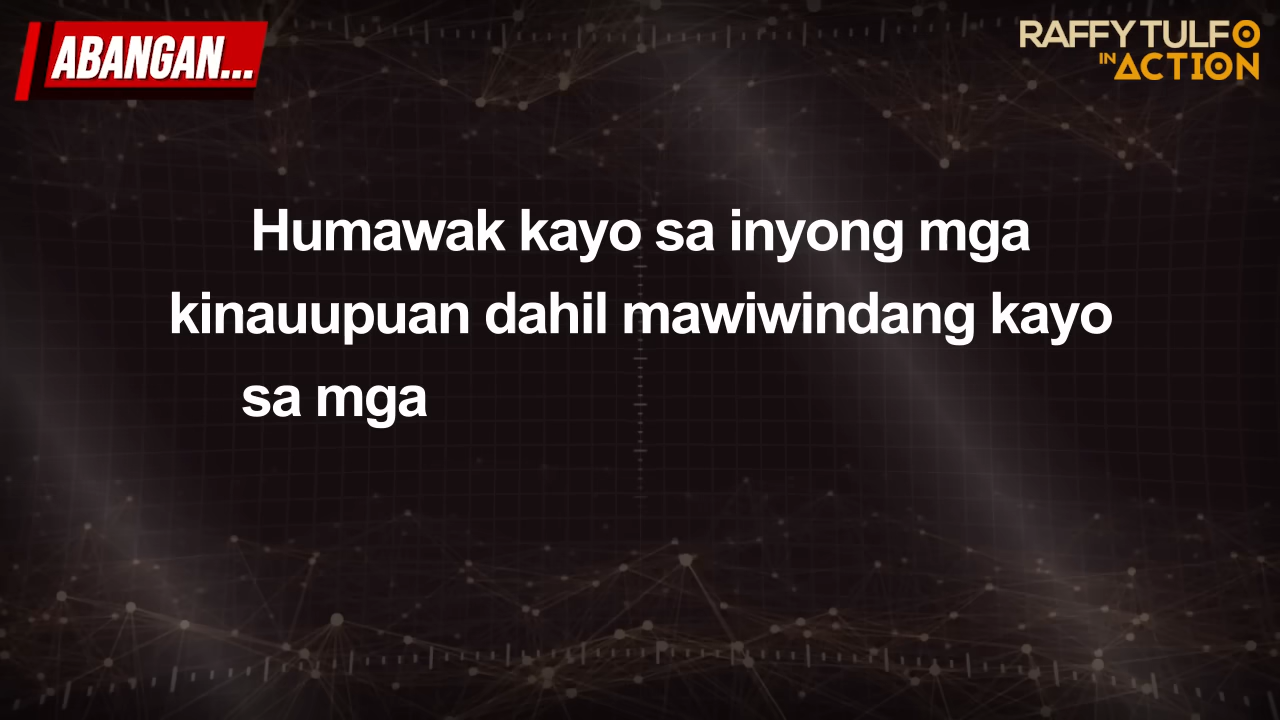 ABANGAN...
RAFFY TULFO
IN ACTION
Humawak kayo sa inyong mga
kinauupuan dahil mawiwindang kayo
sa mga